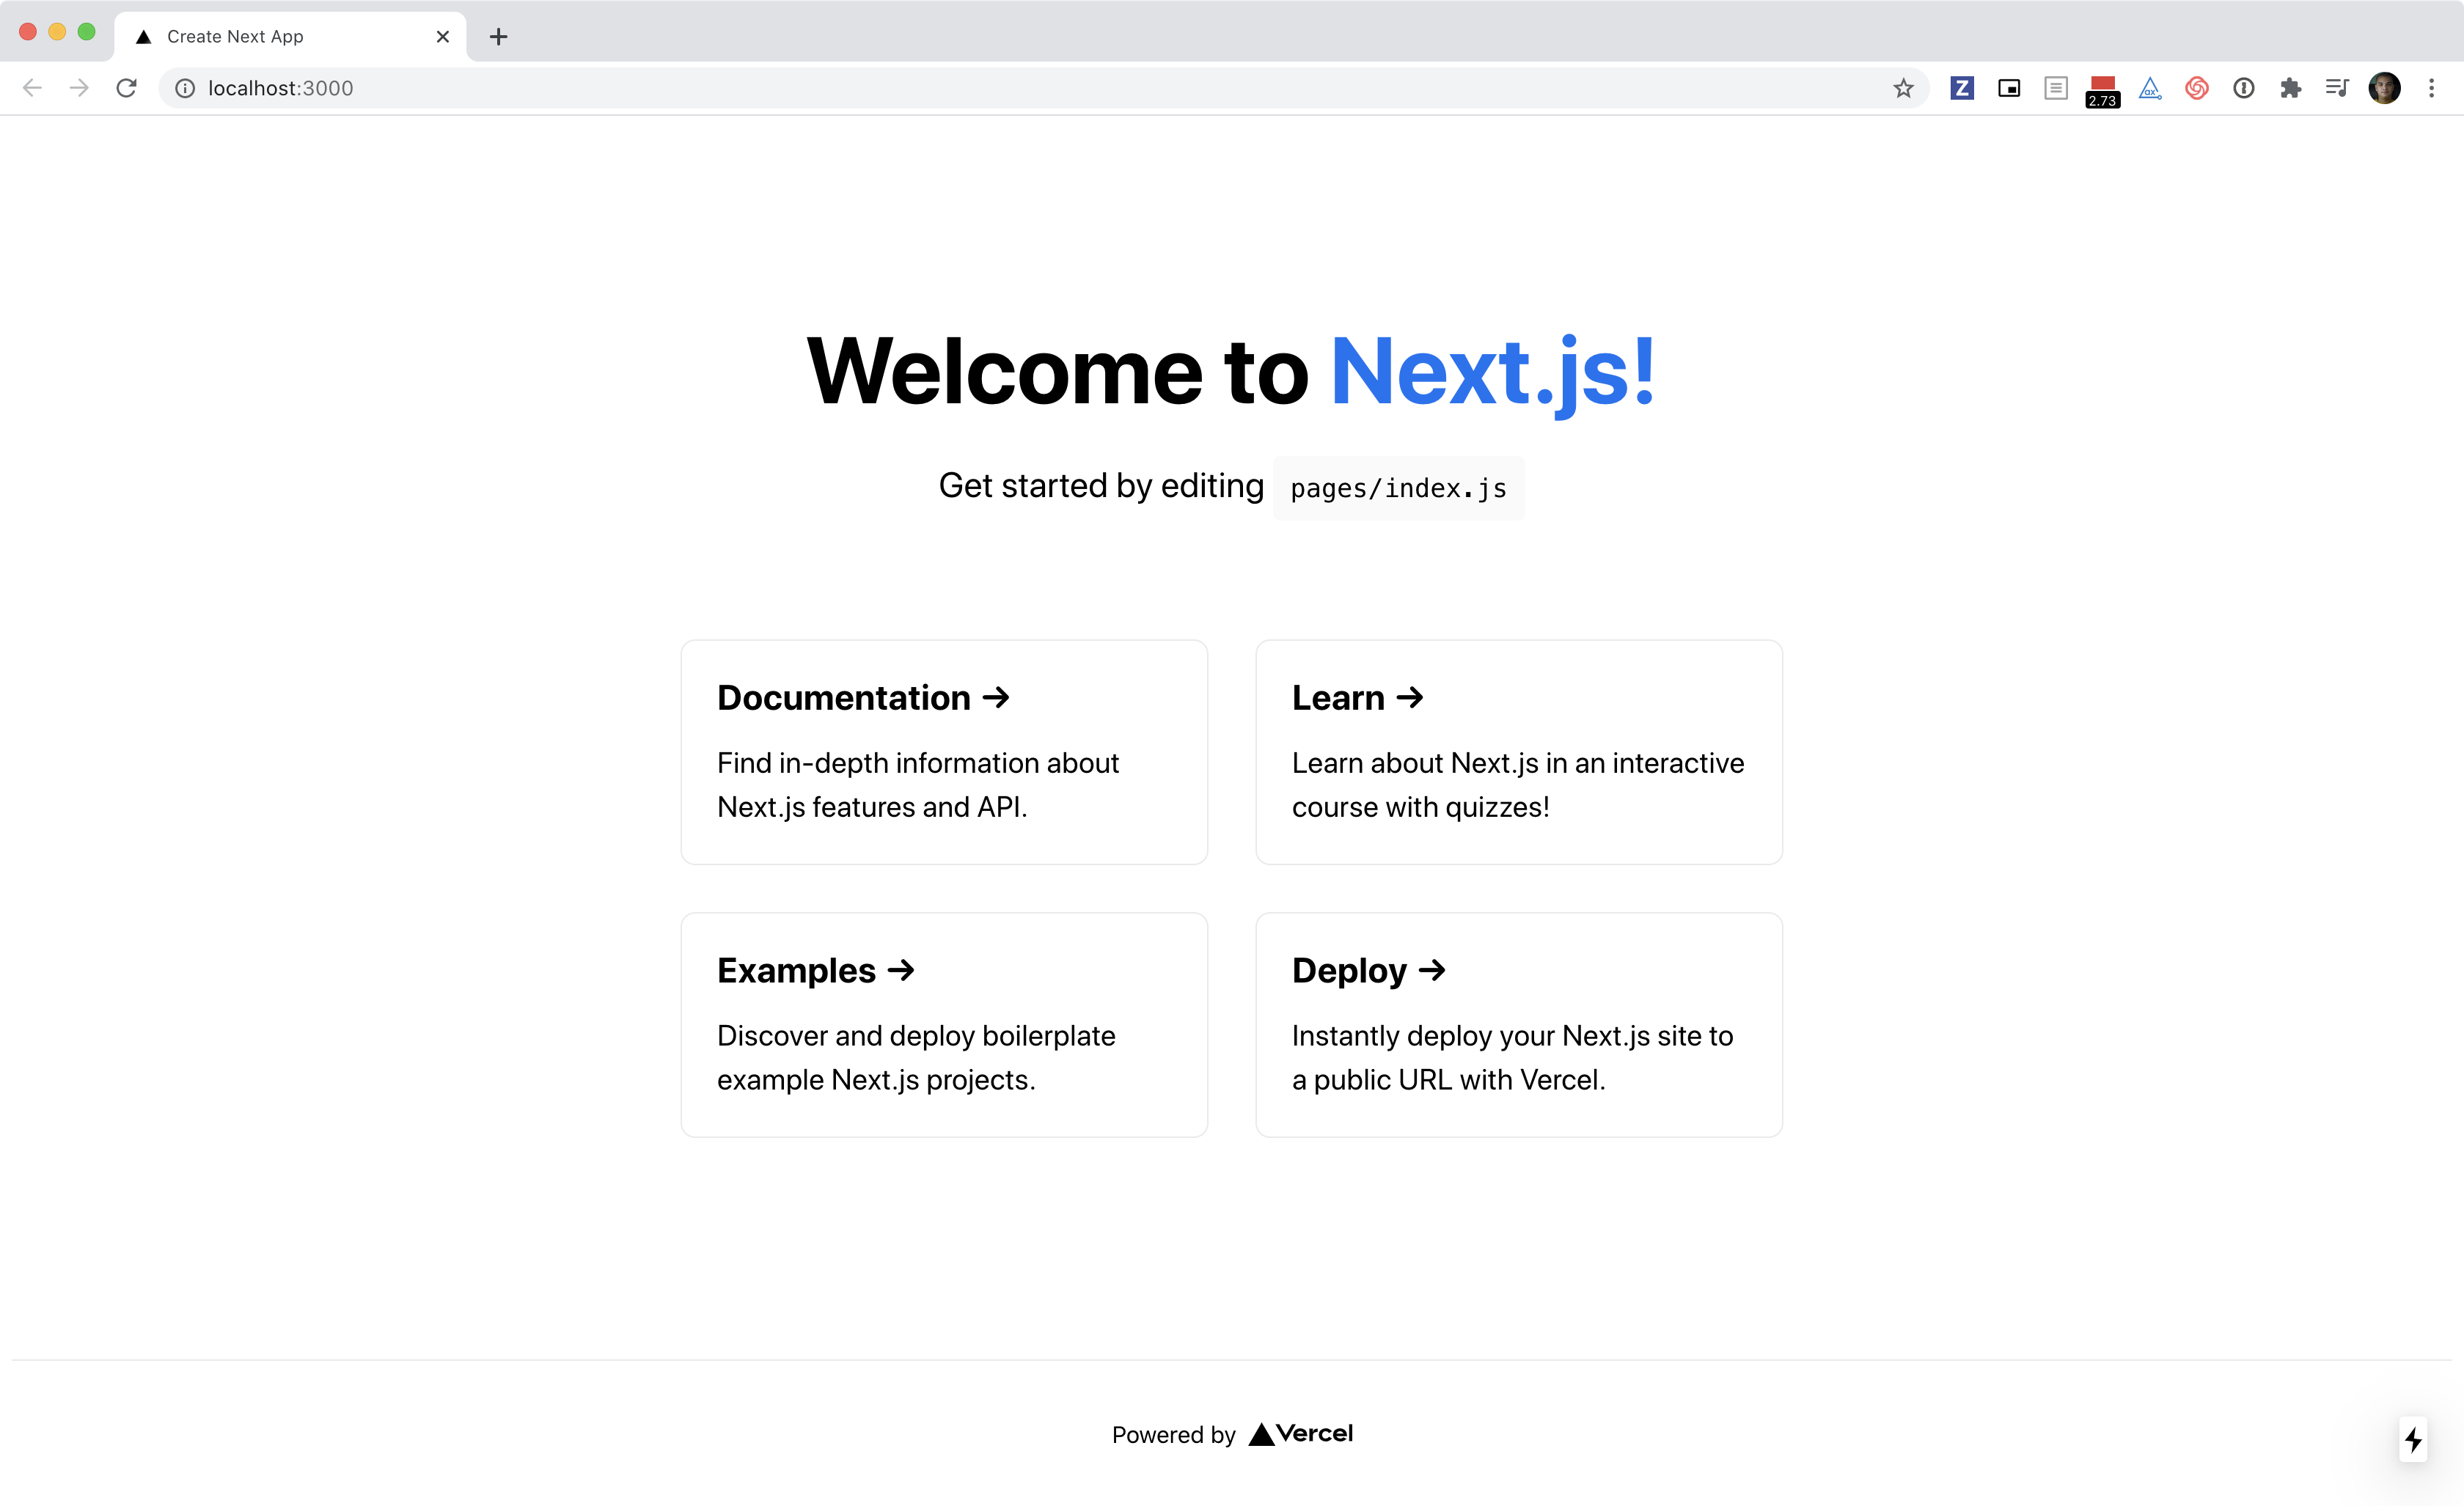 Create Next App
localhost:3000
Z
2.73
ax
Welcome to Next.js!
Get started by editing pages/index.js
Documentation →
Find in-depth information about
Next.js features and API.
Learn →
Learn about Next.js in an interactive
course with quizzes!
Examples →
Discover and deploy boilerplate
example Next.js projects.
Deploy →
Instantly deploy your Next.js site to
a public URL with Vercel.
Powered by Vercel